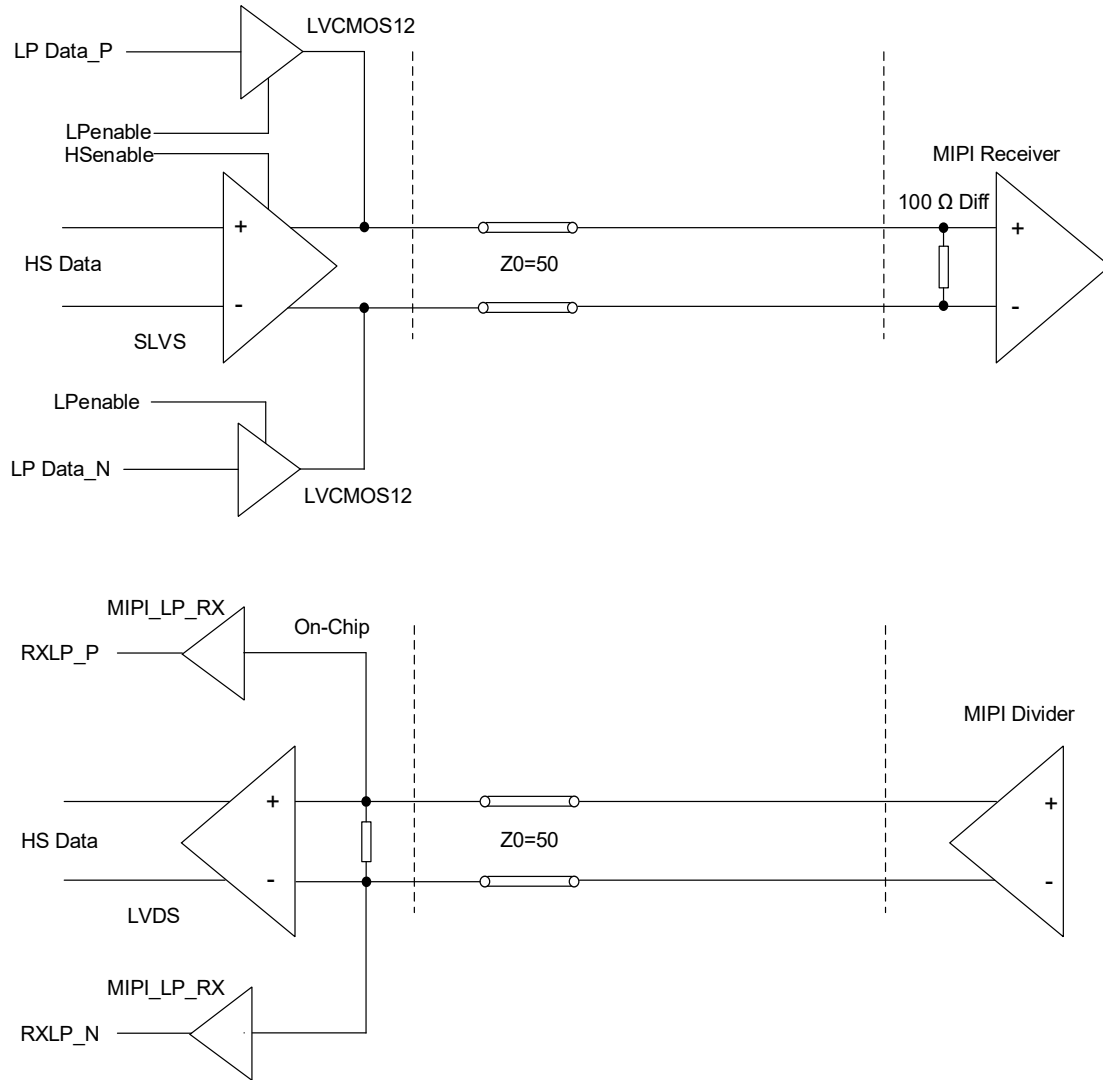 LVCMOS12
LP Data_P
LPenable
HSenable
MIPI Receiver
100 Ω Diff
+
+
HS Data
Z0=50
-
-
SLVS
LPenable
LP Data_N
LVCMOS12
MIPI_LP_RX
On-Chip
RXLP_P
MIPI Divider
+
+
HS Data
Z0=50
-
-
LVDS
MIPI_LP_RX
RXLP_N